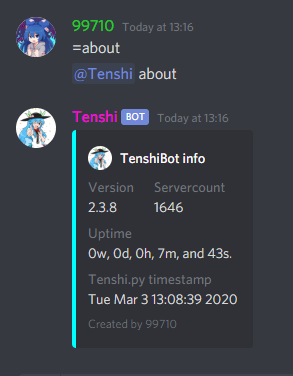 99710 Today at 13:16
=about
@Tenshi about
Tenshi BOT Today at 13:16
TenshiBot info
Version Servercount
2.3.8 1646
Uptime
0w, 0d, 0h, 7m, and 43s.
Tenshi.py timestamp
Tue Mar 3 13:08:39 2020
Created by 99710